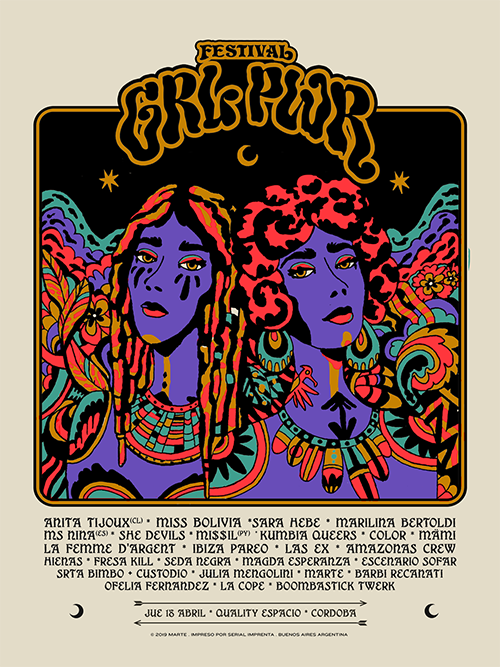 FESTIVAL
GRL PWR
ANITA TIJOUX(CL) * MISS BOLIVIA *SARA HEBE * MARILINA BERTOLDI
MS NINA(ES) * SHE DEVILS * MIS$IL(PY) * KUMBIA QUEERS * COLOR * MAMI
LA FEMME D'ARGENT * IBIZA PAREO * LAS EX * AMAZONAS CREW
HIENAS * FRESA KILL * SEDA NEGRA * MAGDA ESPERANZA * ESCENARIO SOFAR
SRTA BIMBO * CUSTODIO * JULIA MENGOLINI * MARTE * BARBI RECANATI
OFELIA FERNANDEZ * LA COPE * BOOMBASTICK TWERK
JUE 18 ABRIL * QUALITY ESPACIO * CORDOBA
© 2019 MARTE . IMPRESO POR SERIAL IMPRENTA . BUENOS AIRES ARGENTINA